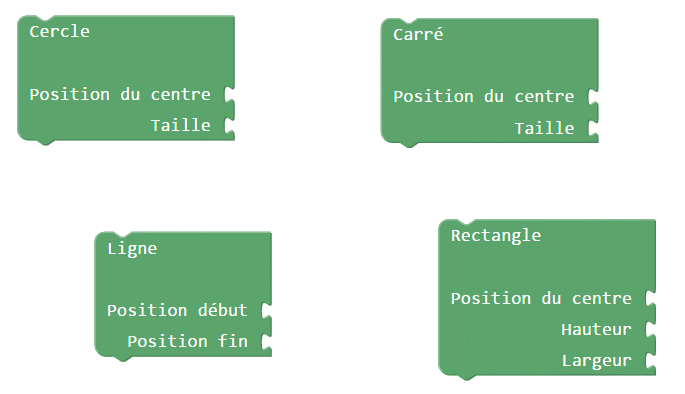 Cercle
Position du centre
Taille
Carré
Position du centre
Taille
Ligne
Position début
Position fin
Rectangle
Position du centre
Hauteur
Largeur